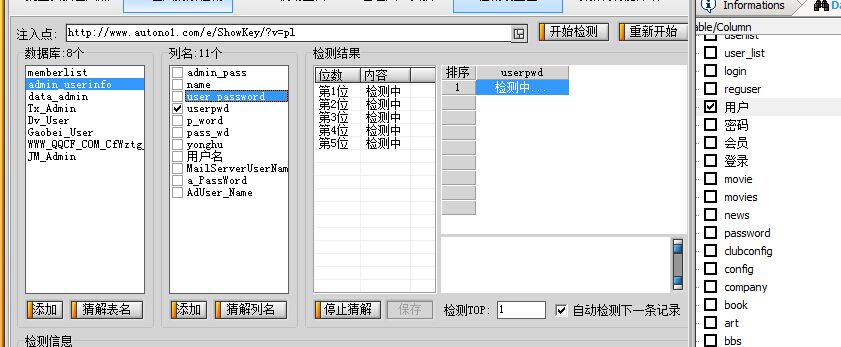 Informations
Da
注入点:
http://www.autono1.com/e/ShowKey/?v=pl
开始检测
重新开始
able/Column
数据库:8个
memberlist
admin_userinfo
data_admin
Tx_Admin
Dv_User
Gaobei_User
WWW_QQCF_COM_CfWztg_
JM_Admin
添加
猜解表名
列名:11个
admin_pass
name
user_password
userpwd
p_word
pass_wd
yonghu
用户名
MailServerUserName
a_PassWord
AdUser_Name
添加
猜解列名
检测结果
位数
内容
第1位
检测中
第2位
检测中
第3位
检测中
第4位
检测中
第5位
检测中
停止猜解
保存
排序
userpwd
1
检测中...
检测TOP:
1
自动检测下一条记录
检测信息
userlist
user_list
login
reguser
用户
密码
会员
登录
movie
movies
news
password
clubconfig
config
company
book
art
bbs